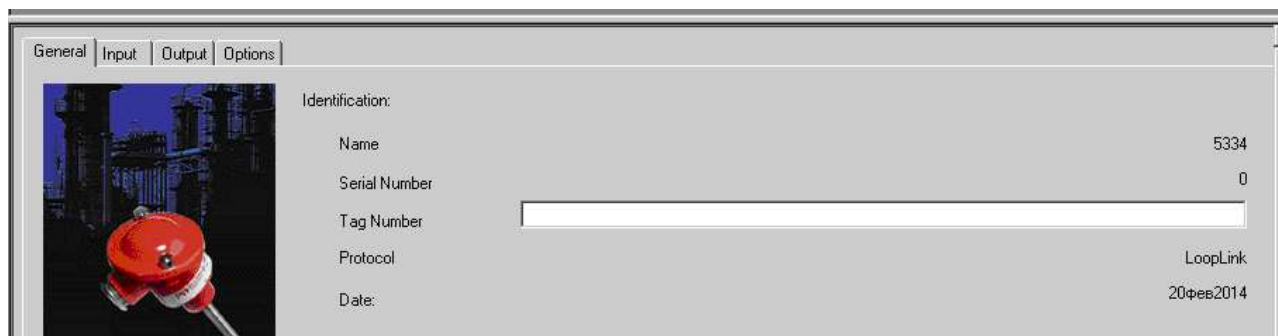 General Input Output Options
Identification:
Name 5334
Serial Number 0
Tag Number
Protocol LoopLink
Date: 20фев2014